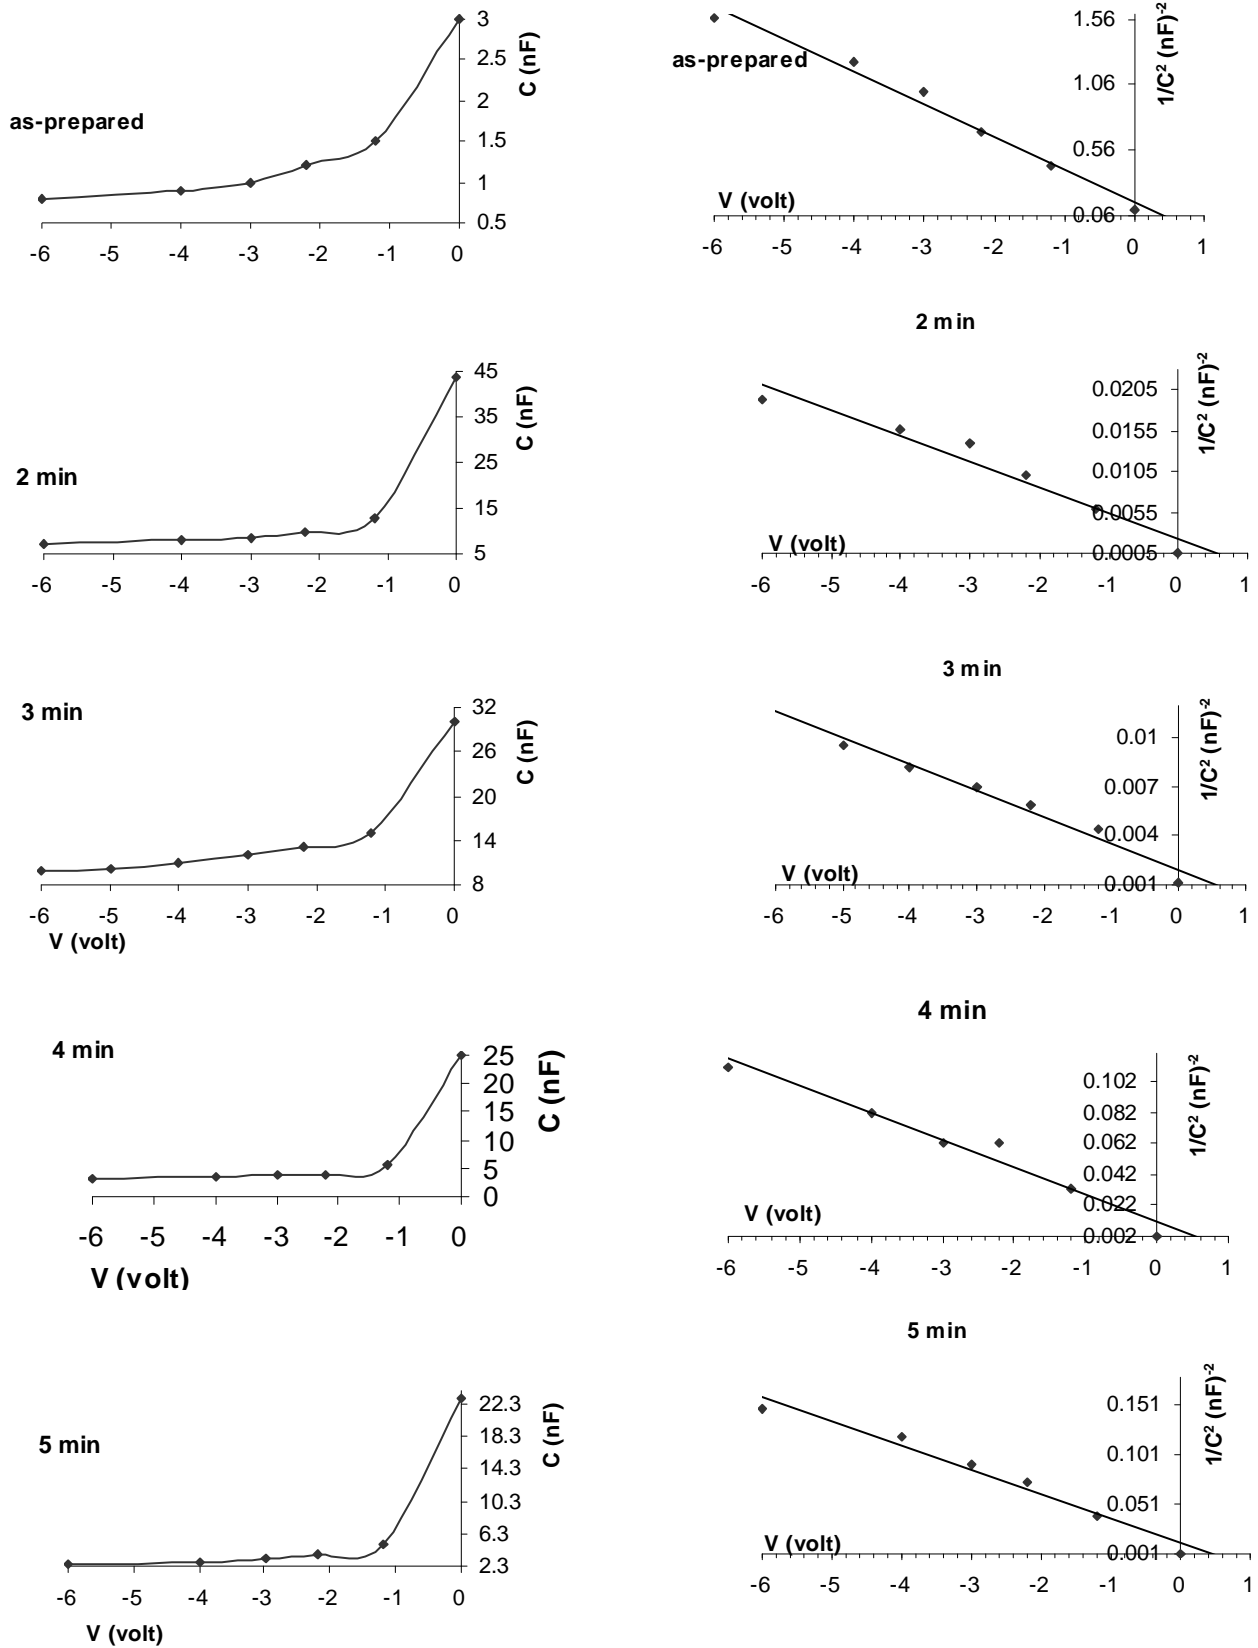 3
2.5
2
1.5
1
0.5
C (nF)
as-prepared
-6 -5 -4 -3 -2 -1 0
1.56
1.06
0.56
0.06
1/C² (nF)⁻²
as-prepared
V (volt)
-6 -5 -4 -3 -2 -1 0 1
45
35
25
15
5
C (nF)
2 min
-6 -5 -4 -3 -2 -1 0
2 min
0.0205
0.0155
0.0105
0.0055
0.0005
1/C² (nF)⁻²
V (volt)
-6 -5 -4 -3 -2 -1 0 1
3 min
32
26
20
14
8
C (nF)
-6 -5 -4 -3 -2 -1 0
V (volt)
3 min
0.01
0.007
0.004
0.001
1/C² (nF)⁻²
V (volt)
-6 -5 -4 -3 -2 -1 0 1
4 min
25
20
15
10
5
0
C (nF)
-6 -5 -4 -3 -2 -1 0
V (volt)
4 min
0.102
0.082
0.062
0.042
0.022
0.002
1/C² (nF)⁻²
V (volt)
-6 -5 -4 -3 -2 -1 0 1
5 min
22.3
18.3
14.3
10.3
6.3
2.3
C (nF)
-6 -5 -4 -3 -2 -1 0
V (volt)
5 min
0.151
0.101
0.051
0.001
1/C² (nF)⁻²
V (volt)
-6 -5 -4 -3 -2 -1 0 1